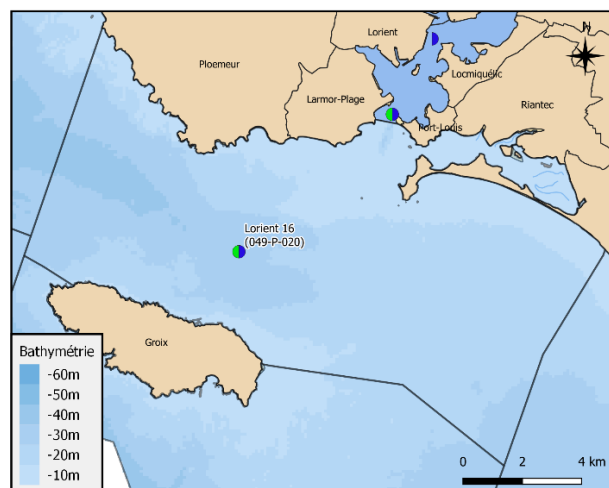 N
Lorient
Ploemeur
Locmiquélic
Larmor-Plage
Riantec
Port-Louis
Lorient 16
(049-P-020)
Groix
Bathymétrie
-60m
-50m
-40m
-30m
-20m
-10m
0 2 4 km